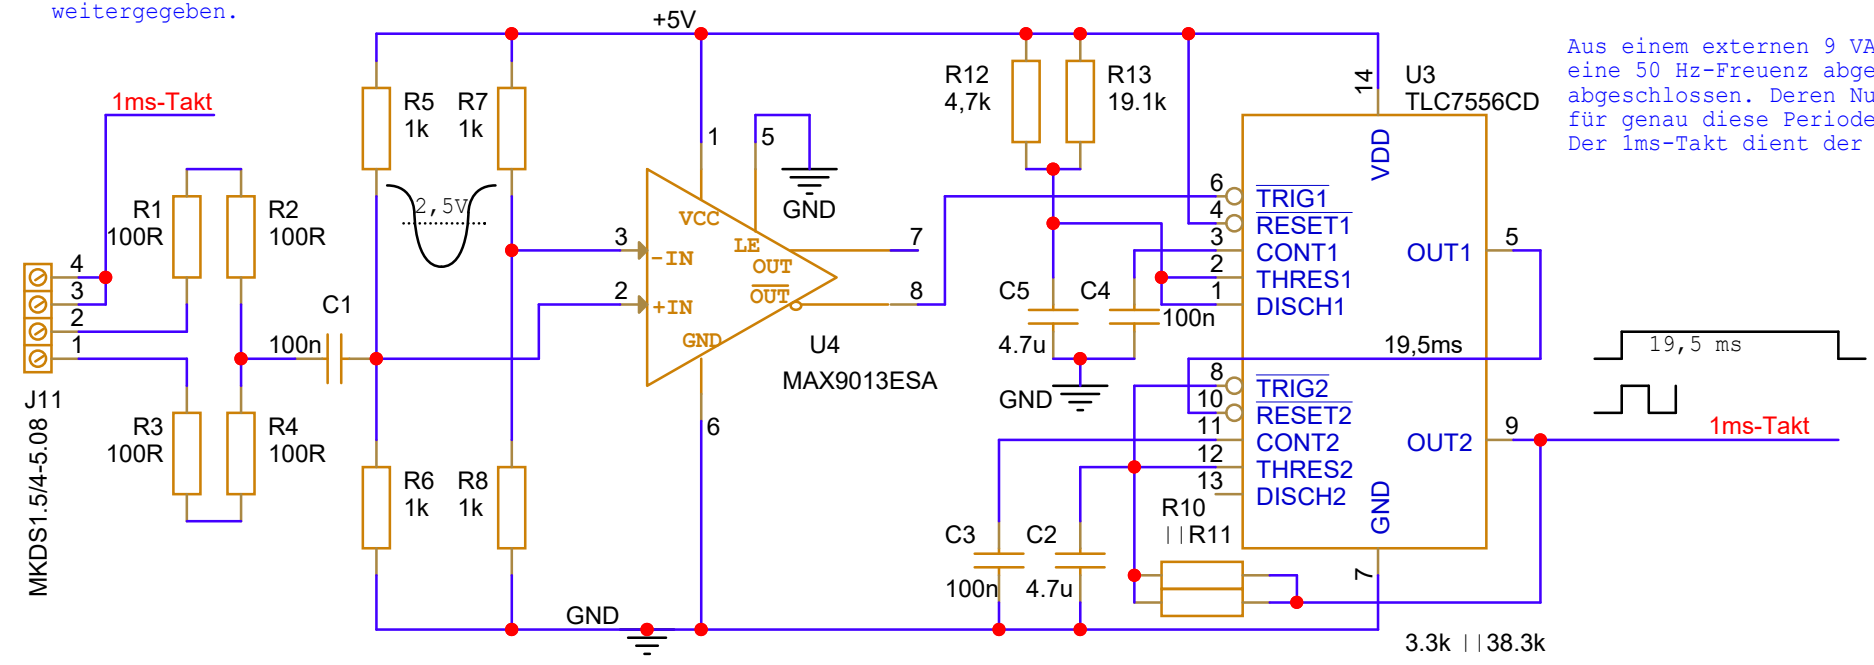 weitergegeben.
+5V
Aus einem externen 9 VA
eine 50 Hz-Freuenz abge
abgeschlossen. Deren Nu
für genau diese Periode
Der 1ms-Takt dient der
1ms-Takt
R5
1k
R7
1k
1
5
R12
4,7k
R13
19.1k
14
U3
TLC7556CD
VDD
R1
100R
R2
100R
2,5V
VCC
GND
LE
3
-IN
OUT
7
2
+IN
OUT
8
GND
6
TRIG1
4
RESET1
3
CONT1
2
THRES1
1
DISCH1
OUT1
5
4
3
2
1
C1
100n
C5
4.7u
C4
100n
U4
MAX9013ESA
19,5ms
19,5 ms
GND
8
TRIG2
10
RESET2
11
CONT2
12
THRES2
13
DISCH2
OUT2
9
1ms-Takt
GND
7
J11
MKDS1.5/4-5.08
R3
100R
R4
100R
6
R6
1k
R8
1k
R10
||R11
C3
100n
C2
4.7u
GND
3.3k ||38.3k